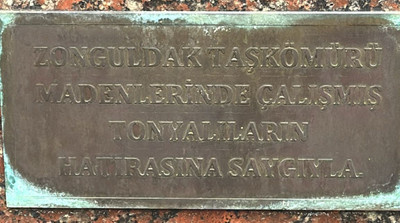 ZONGULDAK TAŞKÖMÜRÜ
MADENLERİNDE ÇALIŞMIŞ
TONYALILARIN
HATIRASINA SAYGIYLA.